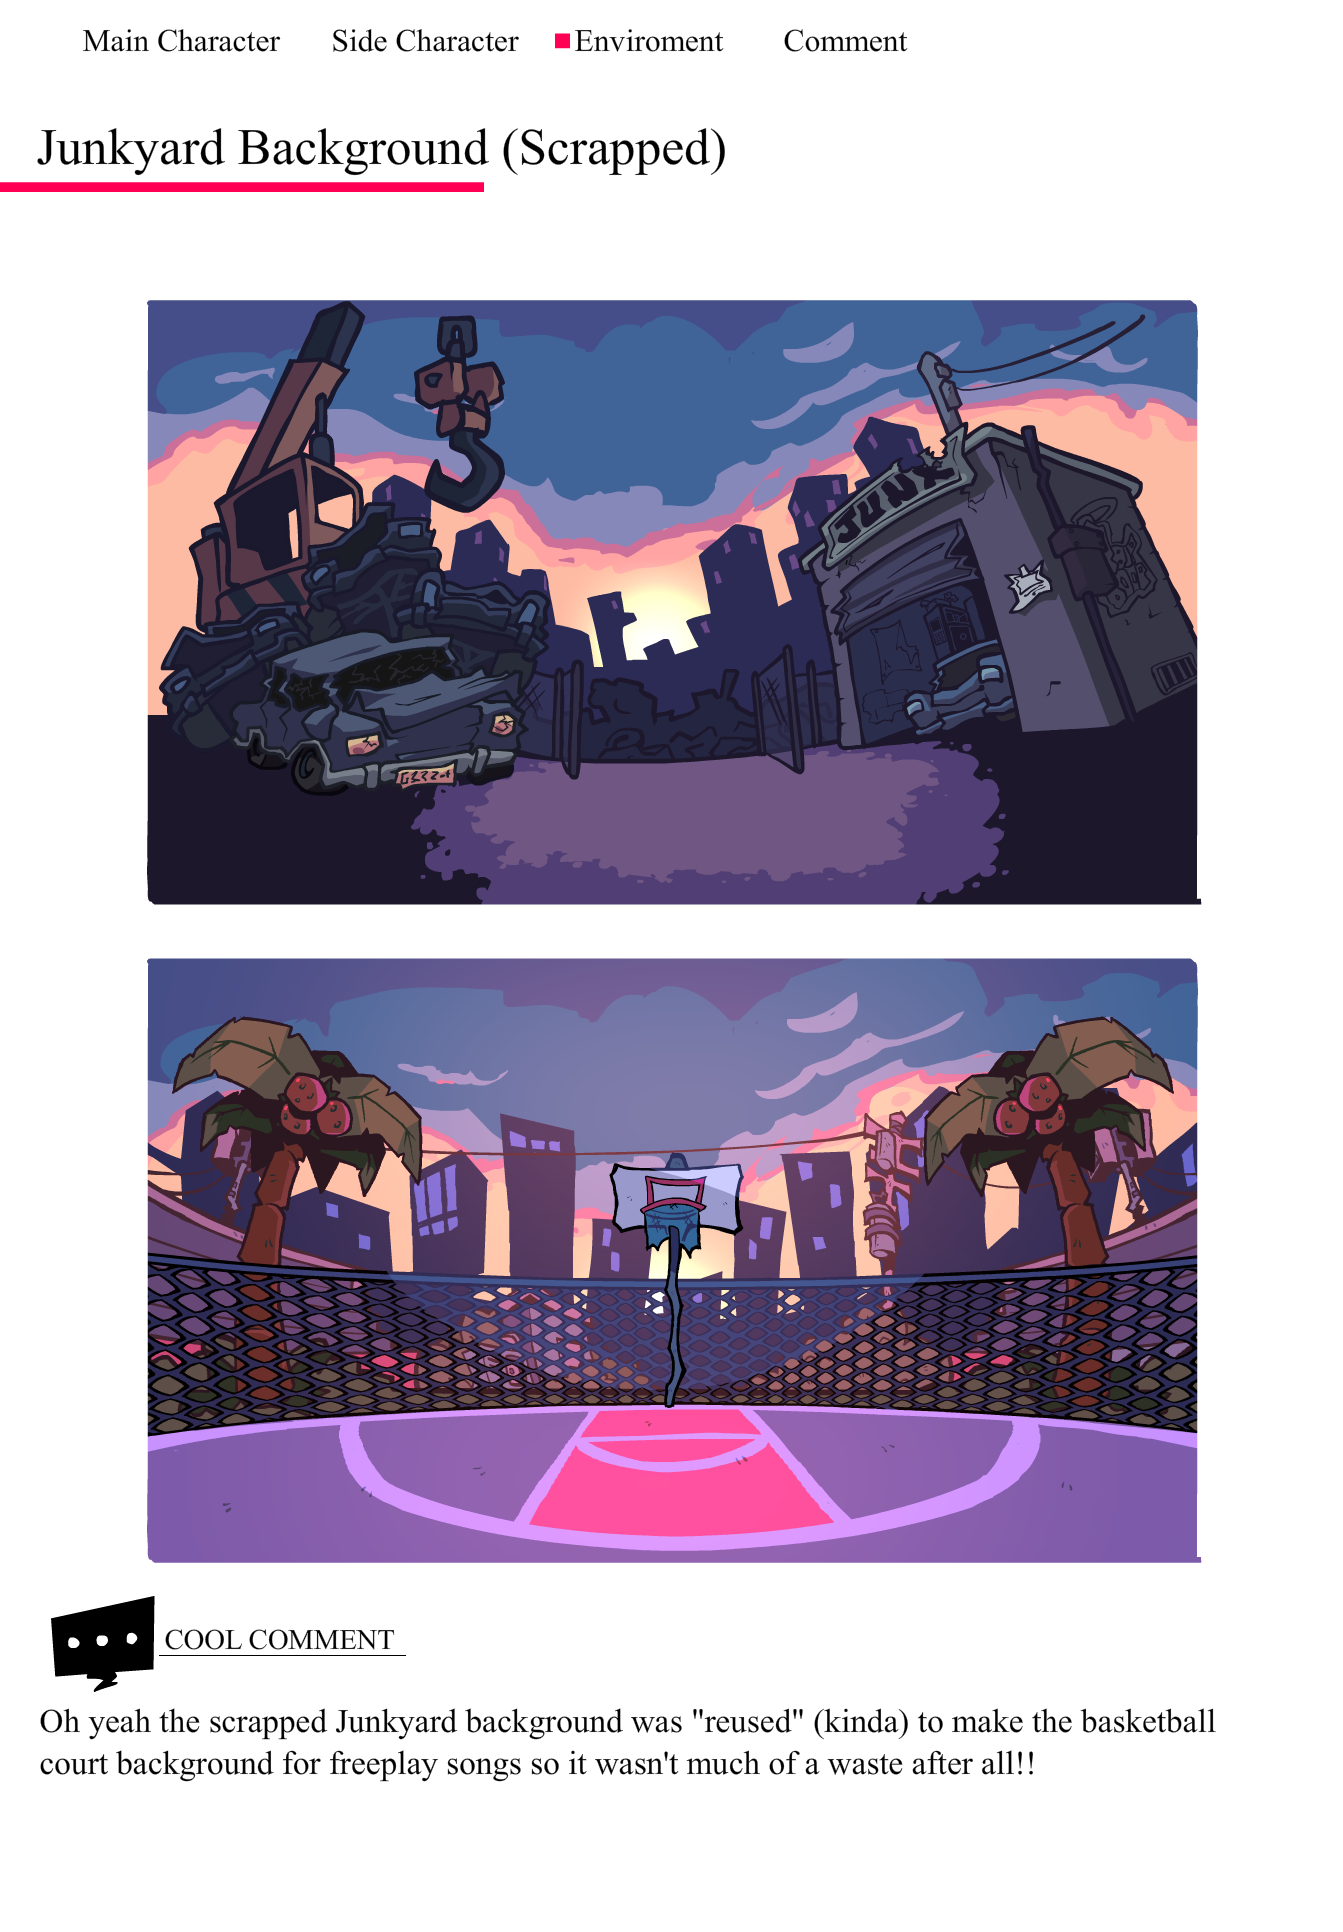 Main Character Side Character Enviroment Comment
Junkyard Background (Scrapped)
JUNK
COOL COMMENT
Oh yeah the scrapped Junkyard background was "reused" (kinda) to make the basketball
court background for freeplay songs so it wasn't much of a waste after all!!